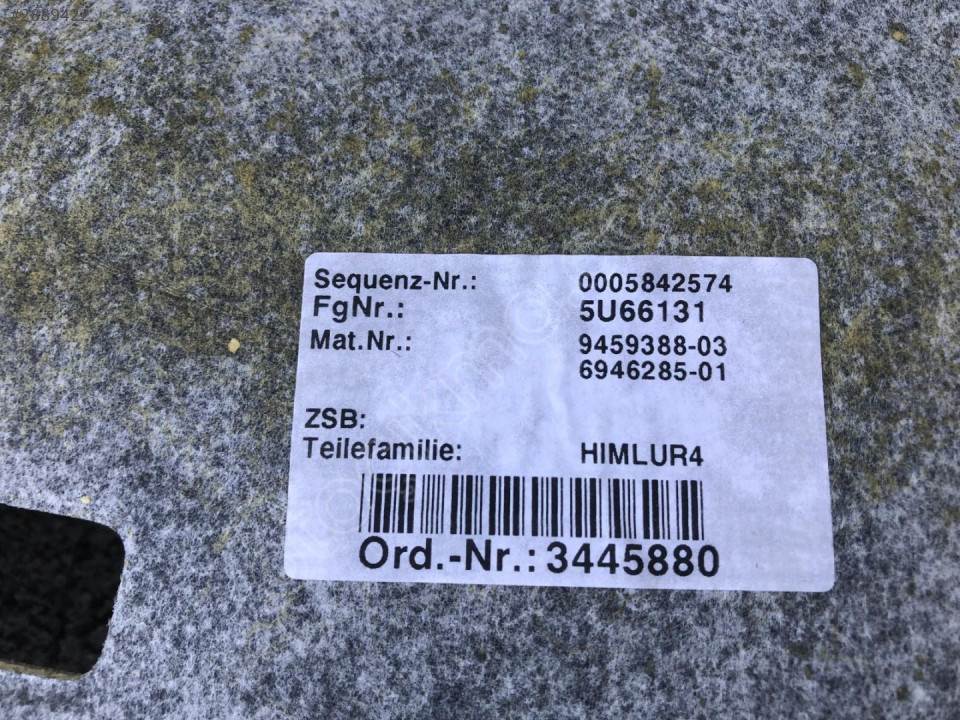 Sequenz-Nr.: 0005842574
FgNr.: 5U66131
Mat.Nr.: 9459388-03
6946285-01
ZSB:
Teilefamilie: HIMLUR4
Ord.-Nr.: 3445880